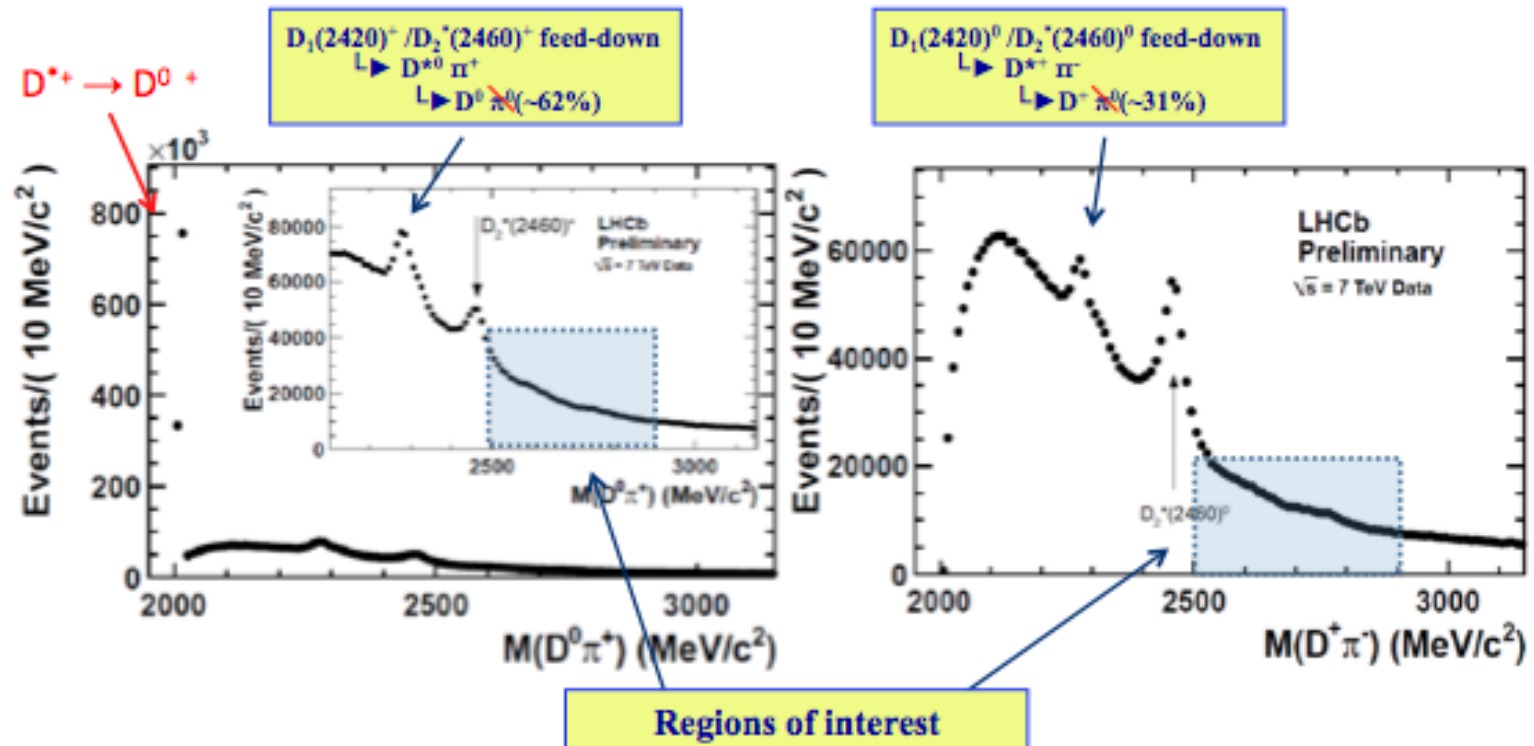 D₁(2420)⁺ /D₂*(2460)⁺ feed-down
D*⁰ π⁺
D⁰ π⁰(~62%)
D₁(2420)⁰ /D₂*(2460)⁰ feed-down
D*⁺ π⁻
D⁺ π⁰(~31%)
D*⁺ → D⁰ ⁺
×10³
Events/( 10 MeV/c²)
800
600
400
200
0
2000
2500
3000
M(D⁰π⁺) (MeV/c²)
Events/( 10 MeV/c²)
80000
60000
40000
20000
0
2500
3000
M(D⁰π⁺) (MeV/c²)
LHCb
Preliminary
√s = 7 TeV Data
Events/( 10 MeV/c²)
60000
40000
20000
0
2000
2500
3000
M(D⁺π⁻) (MeV/c²)
LHCb
Preliminary
√s = 7 TeV Data
D₂*(2460)⁰
Regions of interest